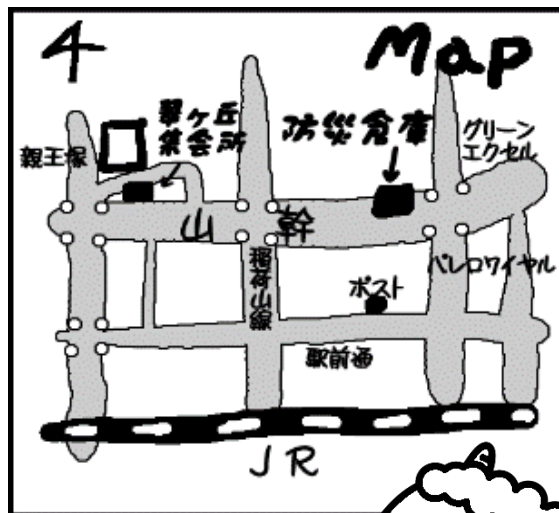 4
Map
翠ヶ丘
集会所
防災倉庫
グリーン
エクセル
親王塚
山幹
稲荷山線
パレロワイヤル
ポスト
駅前通
JR